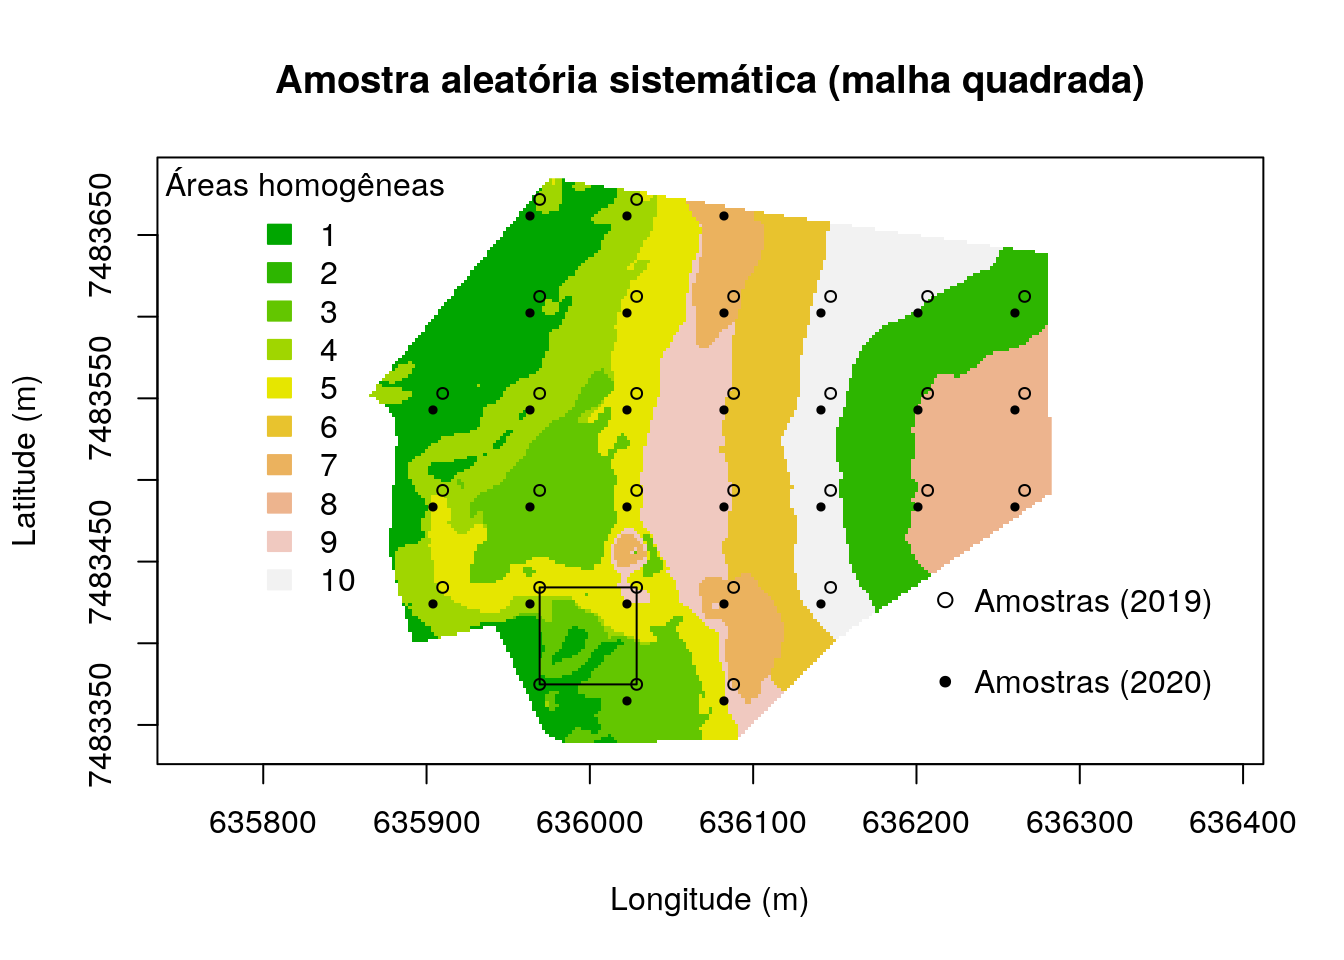 Amostra aleatória sistemática (malha quadrada)
Áreas homogêneas
1
2
3
4
5
6
7
8
9
10
Amostras (2019)
Amostras (2020)
7483650
7483550
7483450
7483350
Latitude (m)
635800 635900 636000 636100 636200 636300 636400
Longitude (m)